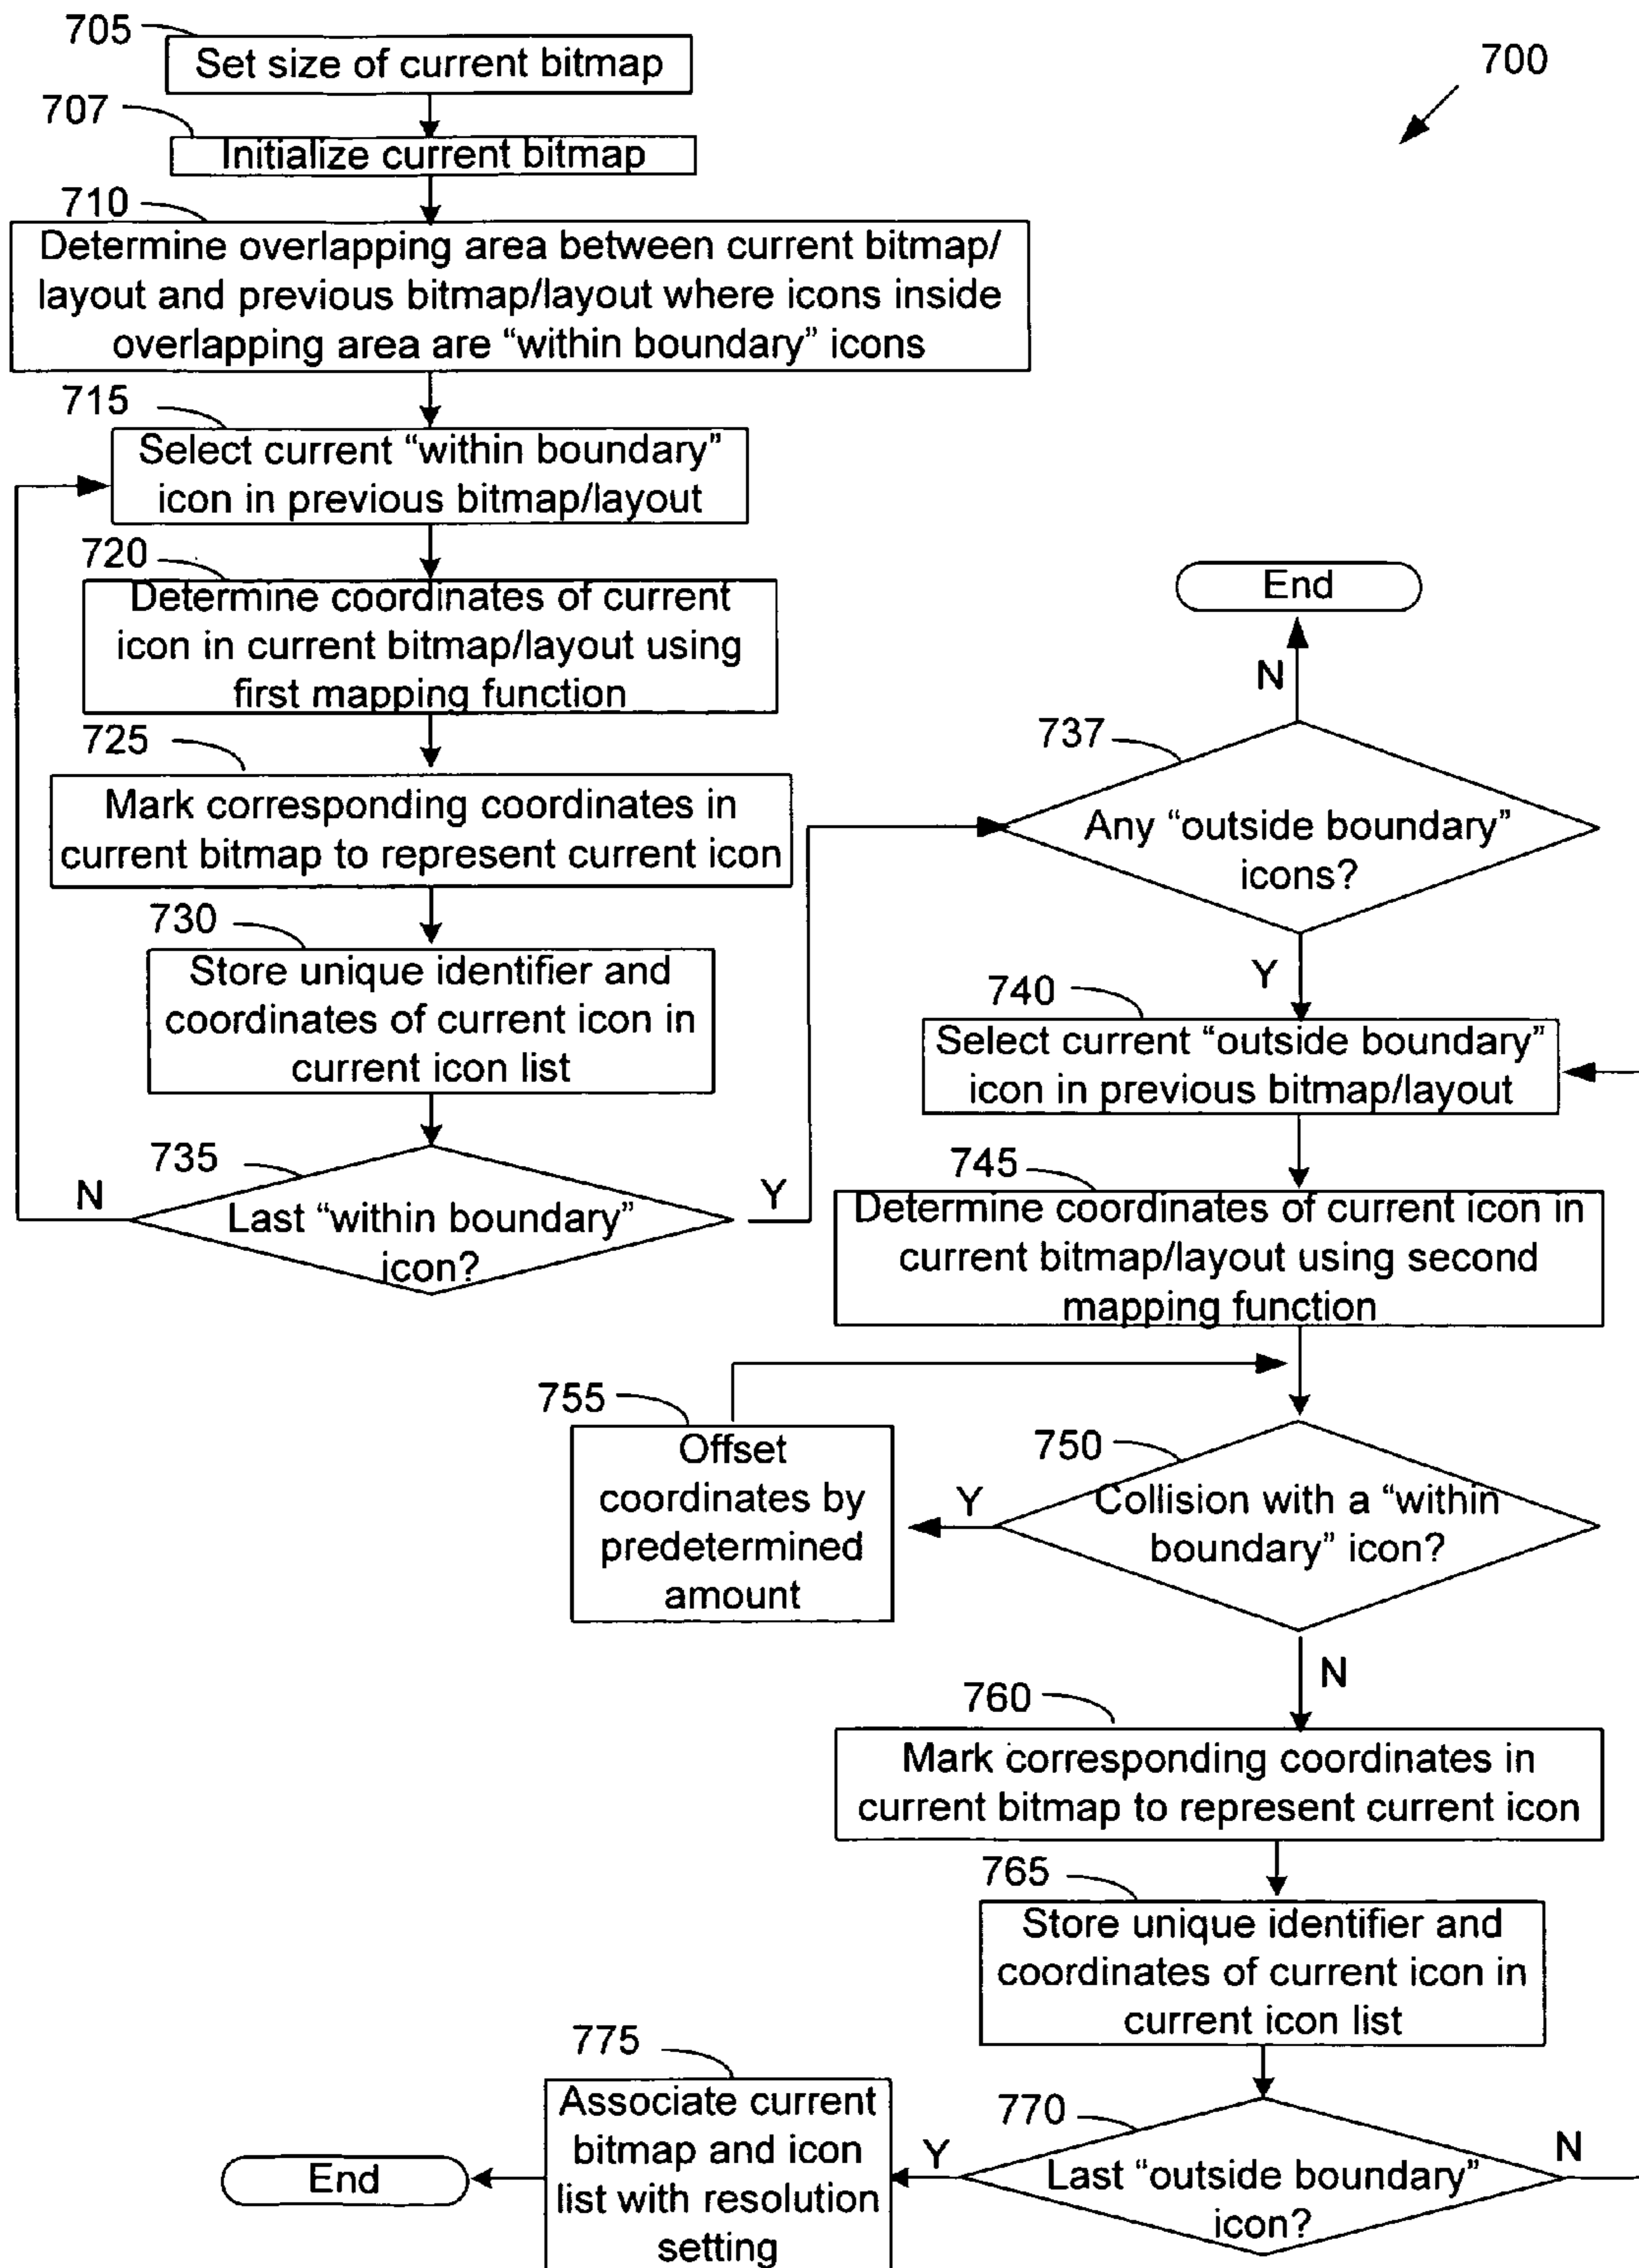 705
Set size of current bitmap
700
707
Initialize current bitmap
710
Determine overlapping area between current bitmap/
layout and previous bitmap/layout where icons inside
overlapping area are “within boundary” icons
715
Select current “within boundary”
icon in previous bitmap/layout
720
Determine coordinates of current
icon in current bitmap/layout using
first mapping function
725
Mark corresponding coordinates in
current bitmap to represent current icon
730
Store unique identifier and
coordinates of current icon in
current icon list
735
N
Last “within boundary”
icon?
Y
End
N
737
Any “outside boundary”
icons?
Y
740
Select current “outside boundary”
icon in previous bitmap/layout
745
Determine coordinates of current icon in
current bitmap/layout using second
mapping function
755
Offset
coordinates by
predetermined
amount
750
Y
Collision with a “within
boundary” icon?
N
760
Mark corresponding coordinates in
current bitmap to represent current icon
765
Store unique identifier and
coordinates of current icon in
current icon list
770
Last “outside boundary”
icon?
N
Y
775
Associate current
bitmap and icon
list with resolution
setting
End